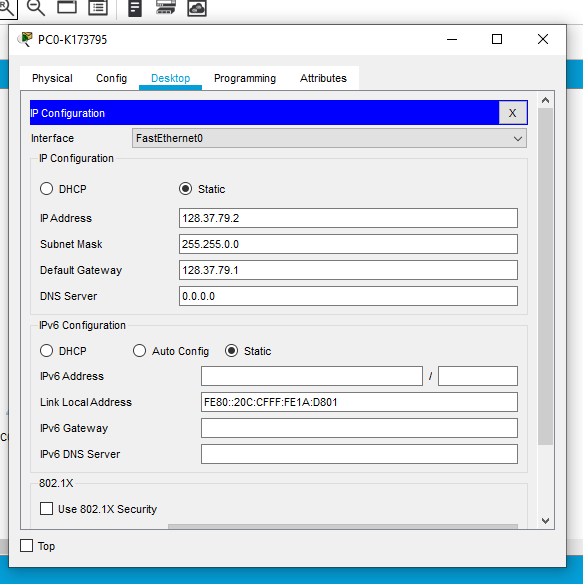 PC0-K173795
Physical Config Desktop Programming Attributes
IP Configuration X
Interface FastEthernet0
IP Configuration
DHCP Static
IP Address 128.37.79.2
Subnet Mask 255.255.0.0
Default Gateway 128.37.79.1
DNS Server 0.0.0.0
IPv6 Configuration
DHCP Auto Config Static
IPv6 Address /
Link Local Address FE80::20C:CFFF:FE1A:D801
IPv6 Gateway
IPv6 DNS Server
802.1X
Use 802.1X Security
Top